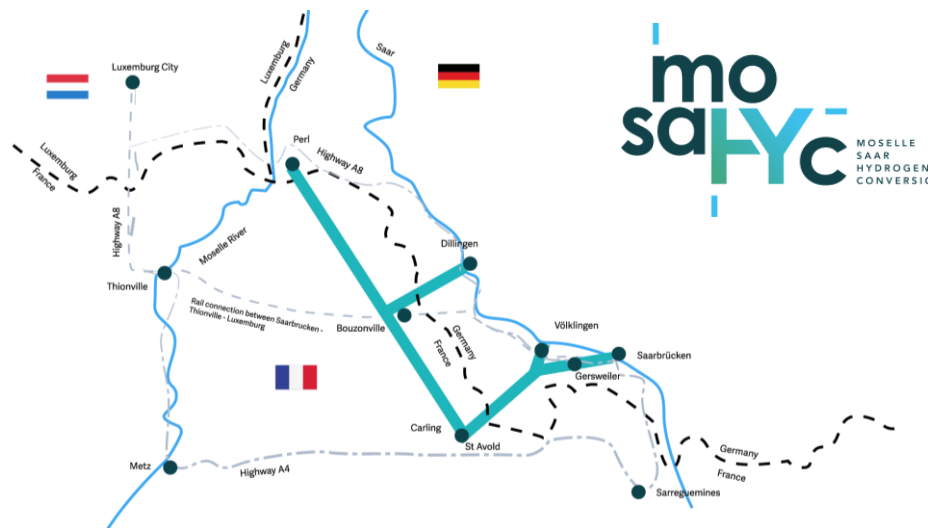 Luxemburg City
Luxemburg
Germany
Saar
mo
saHYc
MOSELLE
SAAR
HYDROGEN
CONVERSIO
Luxemburg
France
Perl
Highway A8
Highway A8
Moselle River
Dillingen
Thionville
Rail connection between Saarbrucken -
Thionville - Luxemburg
Bouzonville
Germany
France
Völklingen
Saarbrücken
Gersweiler
Carling
St Avold
Metz
Highway A4
Germany
France
Sarreguemines